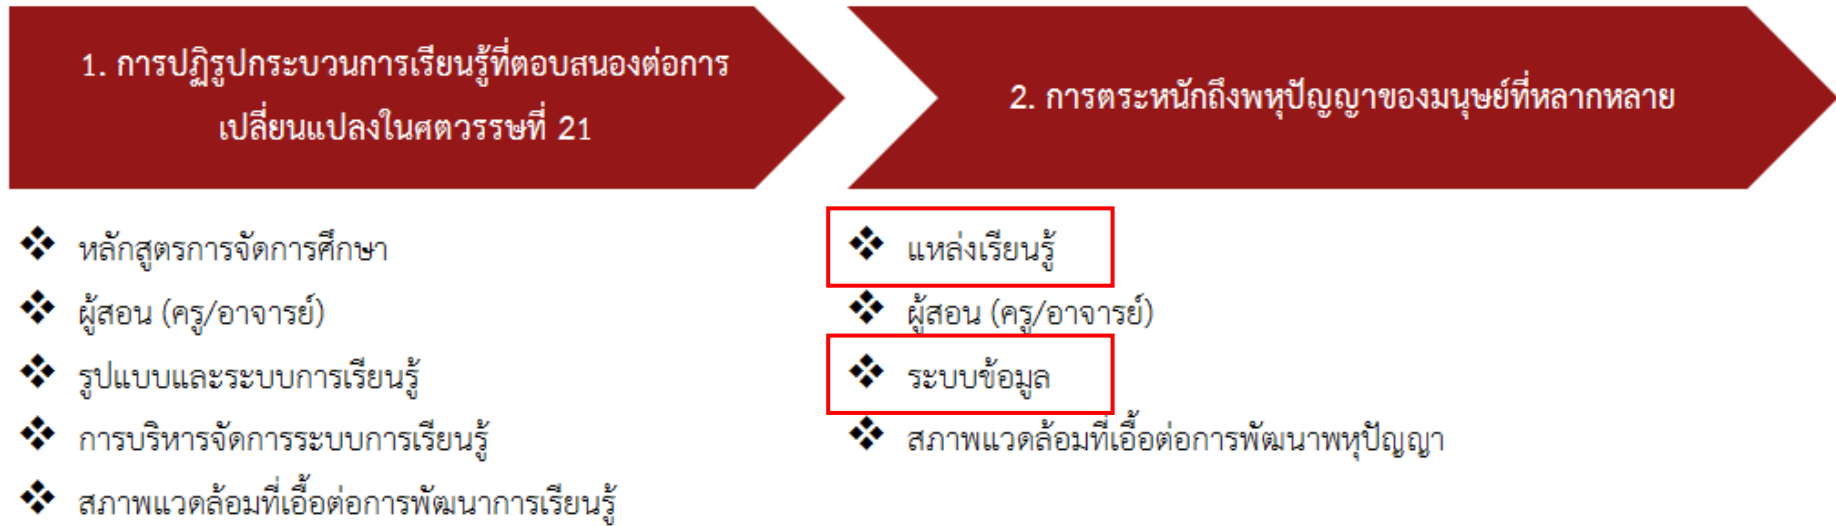 1. การปฏิรูปกระบวนการเรียนรู้ที่ตอบสนองต่อการ
เปลี่ยนแปลงในศตวรรษที่ 21
❖ หลักสูตรการจัดการศึกษา
❖ ผู้สอน (ครู/อาจารย์)
❖ รูปแบบและระบบการเรียนรู้
❖ การบริหารจัดการระบบการเรียนรู้
❖ สภาพแวดล้อมที่เอื้อต่อการพัฒนาการเรียนรู้
2. การตระหนักถึงพหุปัญญาของมนุษย์ที่หลากหลาย
❖ แหล่งเรียนรู้
❖ ผู้สอน (ครู/อาจารย์)
❖ ระบบข้อมูล
❖ สภาพแวดล้อมที่เอื้อต่อการพัฒนาพหุปัญญา